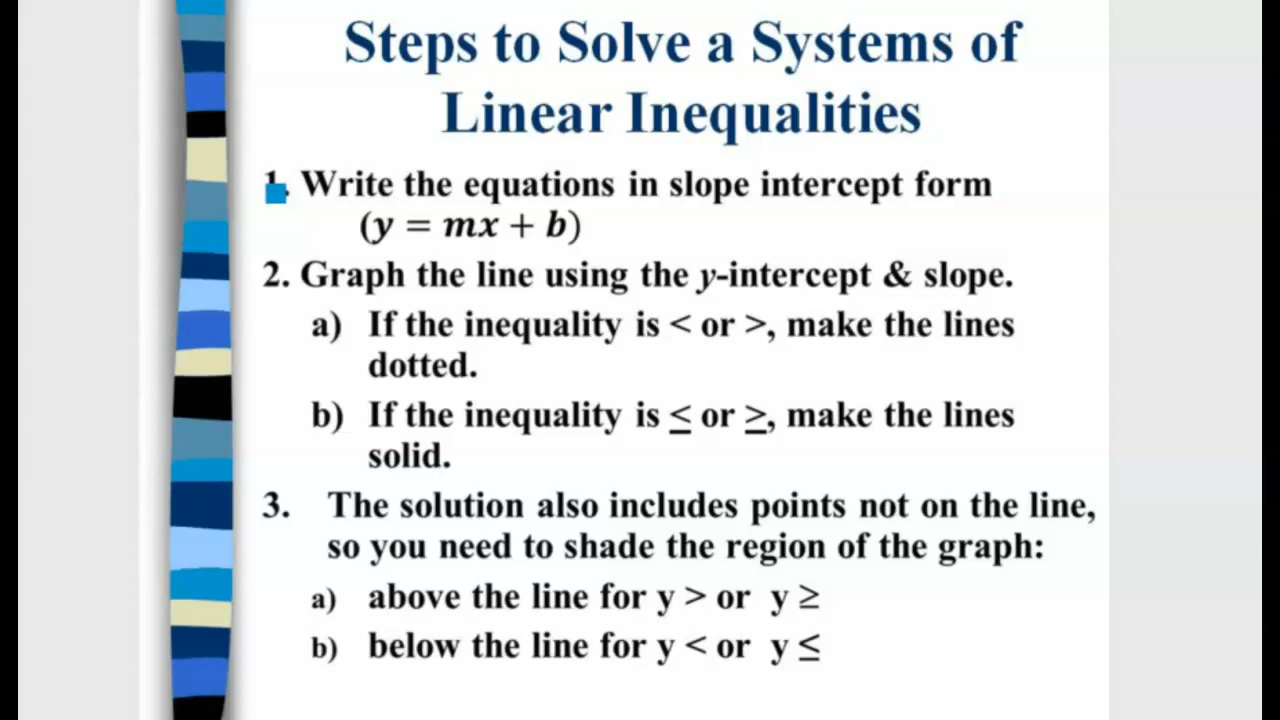 Steps to Solve a Systems of
Linear Inequalities
1. Write the equations in slope intercept form
(y = mx + b)
2. Graph the line using the y-intercept & slope.
a) If the inequality is < or >, make the lines
dotted.
b) If the inequality is ≤ or ≥, make the lines
solid.
3. The solution also includes points not on the line,
so you need to shade the region of the graph:
a) above the line for y > or y ≥
b) below the line for y < or y ≤